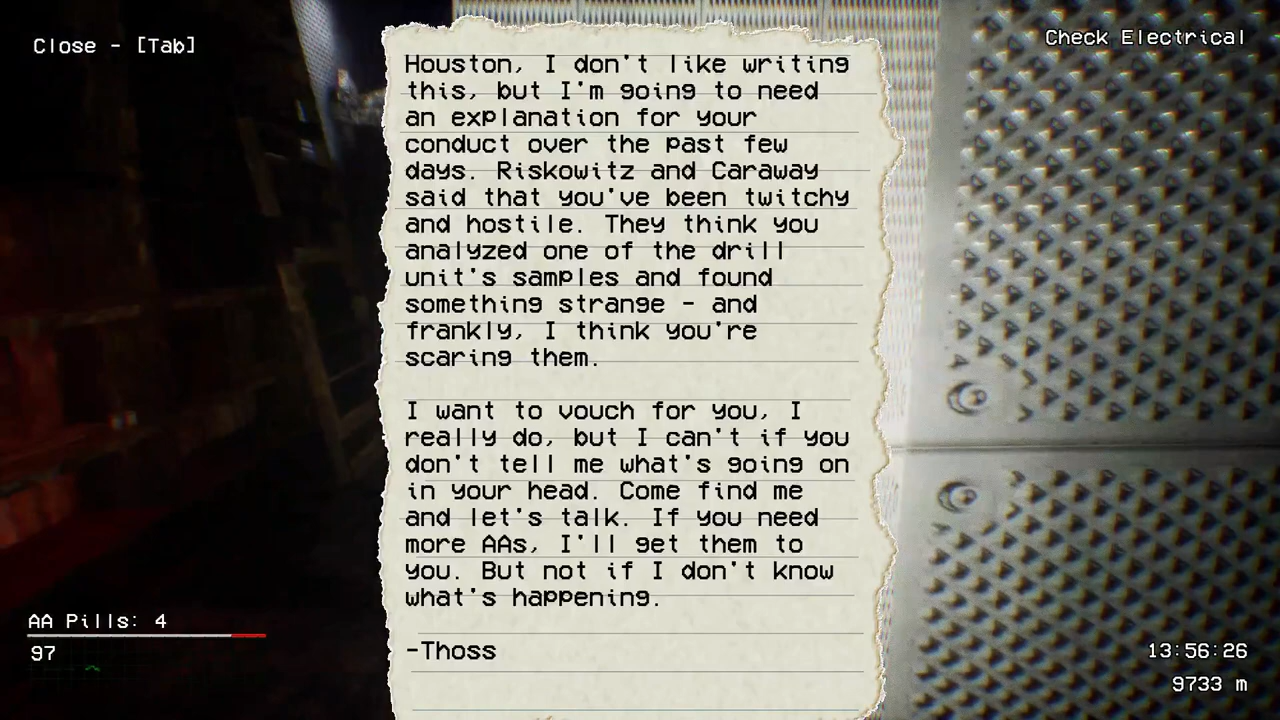 Close - [Tab]
Check Electrical
Houston, I don't like writing
this, but I'm going to need
an explanation for your
conduct over the past few
days. Riskowitz and Caraway
said that you've been twitchy
and hostile. They think you
analyzed one of the drill
unit's samples and found
something strange - and
frankly, I think you're
scaring them.
I want to vouch for you, I
really do, but I can't if you
don't tell me what's going on
in your head. Come find me
and let's talk. If you need
more AAs, I'll get them to
you. But not if I don't know
what's happening.
-Thoss
AA Pills: 4
97
13:56:26
9733 m